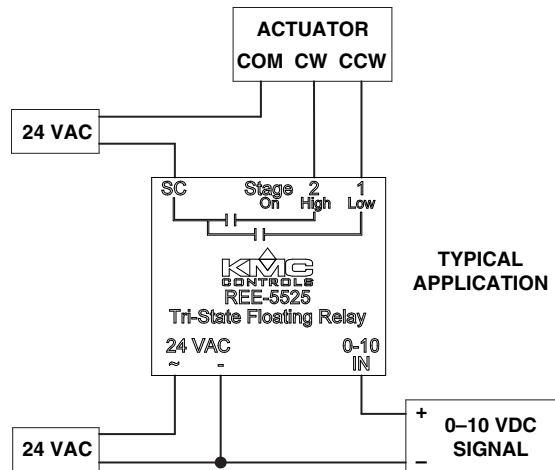 ACTUATOR
COM CW CCW
24 VAC
SC Stage 2 1
On High Low
KMC
CONTROLS
REE-5525
Tri-State Floating Relay
TYPICAL
APPLICATION
24 VAC 0-10
~ - IN
24 VAC
+
0–10 VDC
– SIGNAL